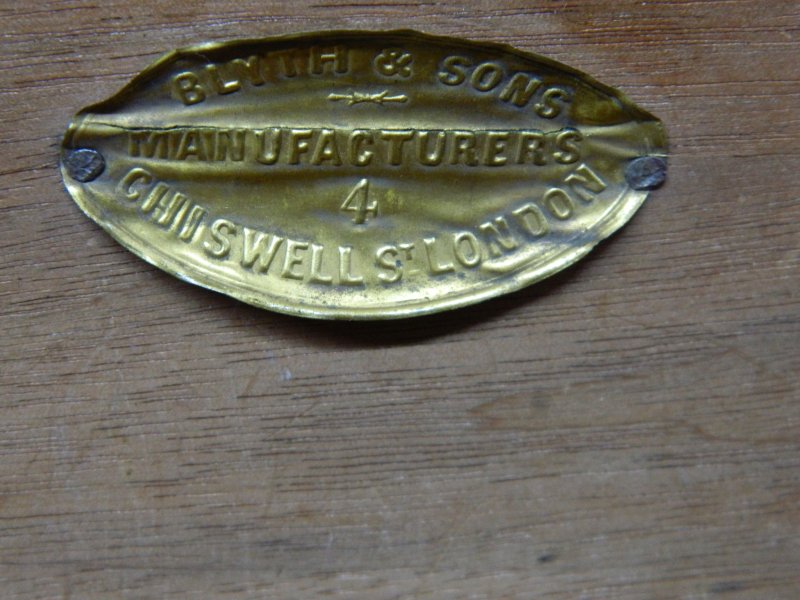 BLYTH & SONS
MANUFACTURERS
4
CHISWELL ST LONDON